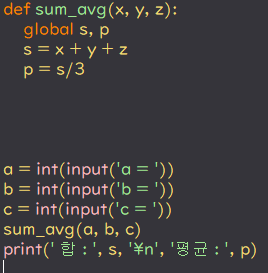 def sum_avg(x, y, z):
    global s, p
    s = x + y + z
    p = s/3
a = int(input('a = '))
b = int(input('b = '))
c = int(input('c = '))
sum_avg(a, b, c)
print(' 합 : ', s, '￦n', '평균 : ', p)